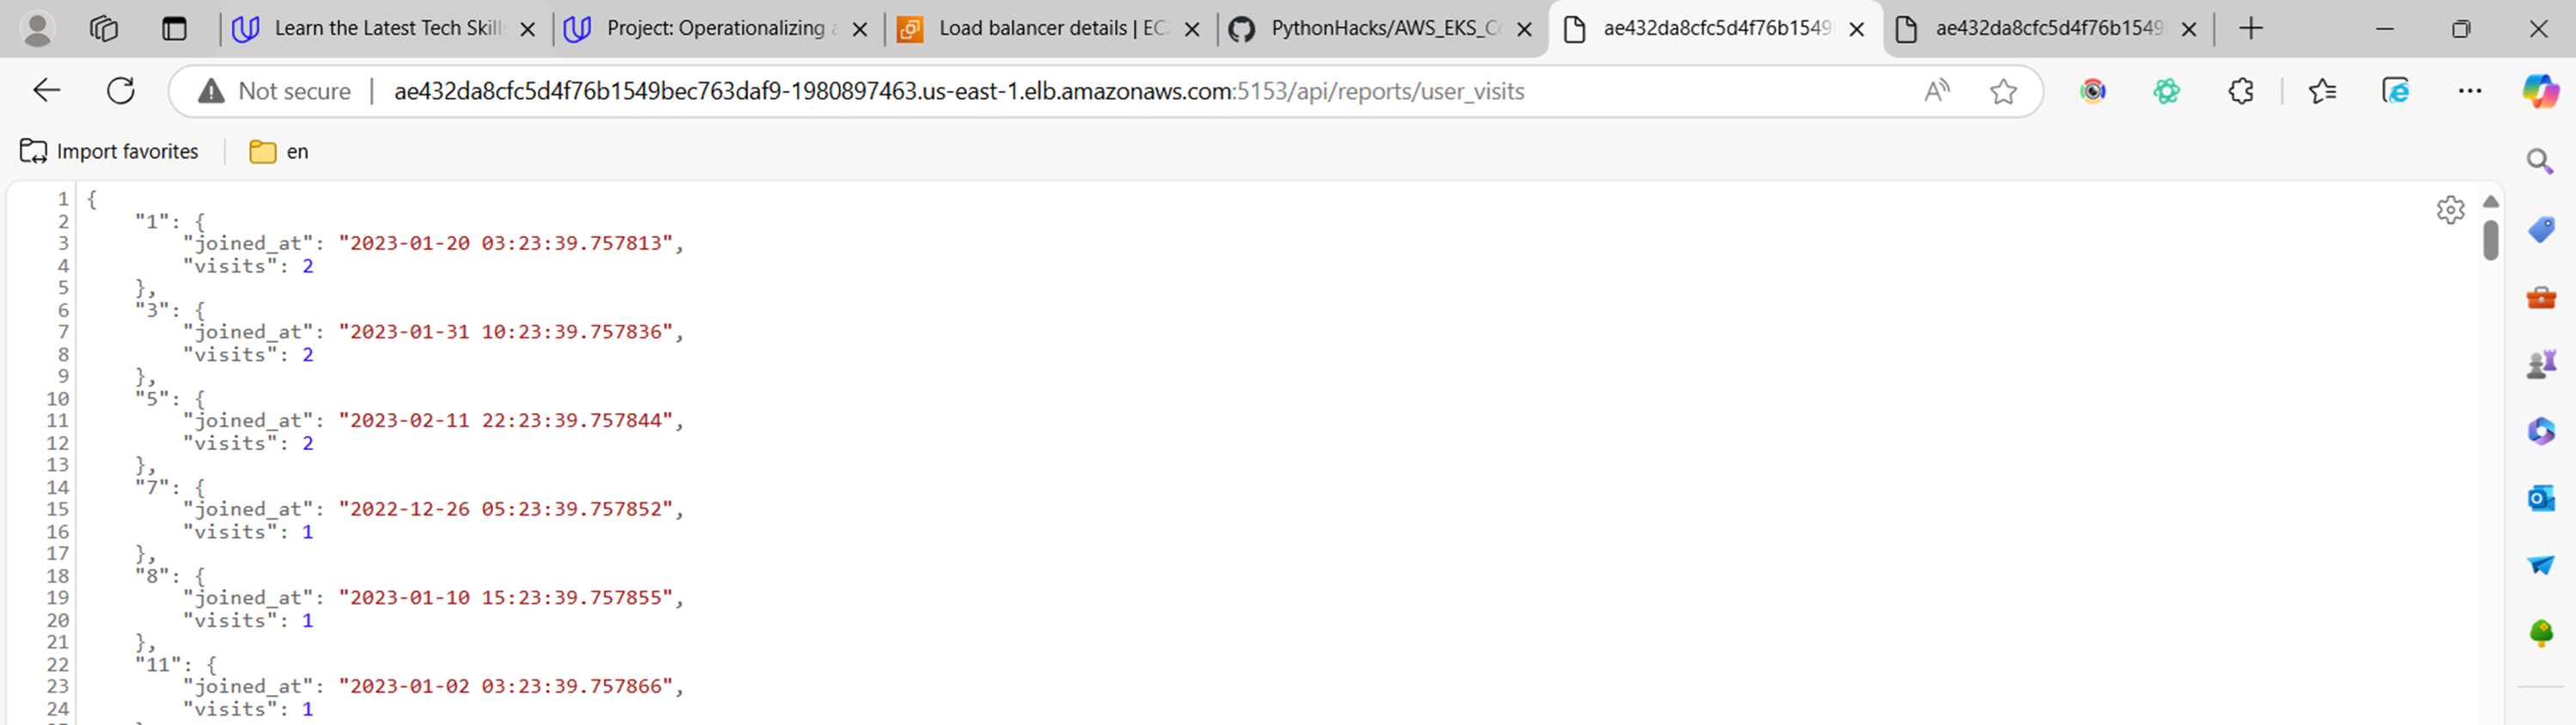 Learn the Latest Tech Skills
Project: Operationalizing a
Load balancer details | EC
PythonHacks/AWS_EKS_Co
ae432da8cfc5d4f76b1549
ae432da8cfc5d4f76b1549
Not secure | ae432da8cfc5d4f76b1549bec763daf9-1980897463.us-east-1.elb.amazonaws.com:5153/api/reports/user_visits
Import favorites
en
1 {
2 "1": {
3 "joined_at": "2023-01-20 03:23:39.757813",
4 "visits": 2
5 },
6 "3": {
7 "joined_at": "2023-01-31 10:23:39.757836",
8 "visits": 2
9 },
10 "5": {
11 "joined_at": "2023-02-11 22:23:39.757844",
12 "visits": 2
13 },
14 "7": {
15 "joined_at": "2022-12-26 05:23:39.757852",
16 "visits": 1
17 },
18 "8": {
19 "joined_at": "2023-01-10 15:23:39.757855",
20 "visits": 1
21 },
22 "11": {
23 "joined_at": "2023-01-02 03:23:39.757866",
24 "visits": 1